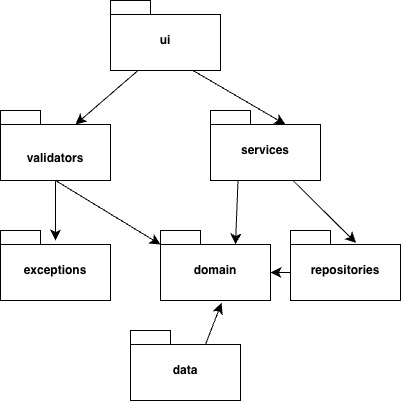 ui
validators
services
exceptions
domain
repositories
data